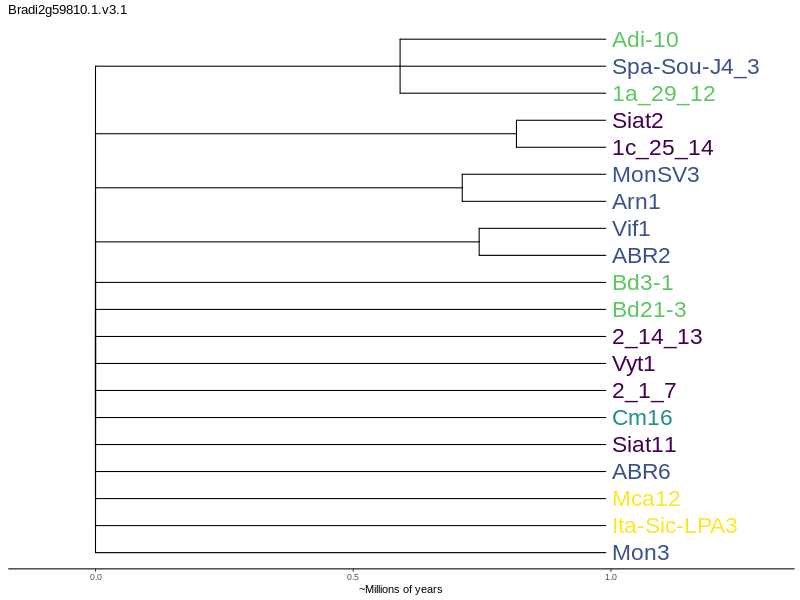 Bradi2g59810.1.v3.1
Adi-10
Spa-Sou-J4_3
1a_29_12
Siat2
1c_25_14
MonSV3
Arn1
Vif1
ABR2
Bd3-1
Bd21-3
2_14_13
Vyt1
2_1_7
Cm16
Siat11
ABR6
Mca12
Ita-Sic-LPA3
Mon3
0.0 0.5 1.0
~Millions of years